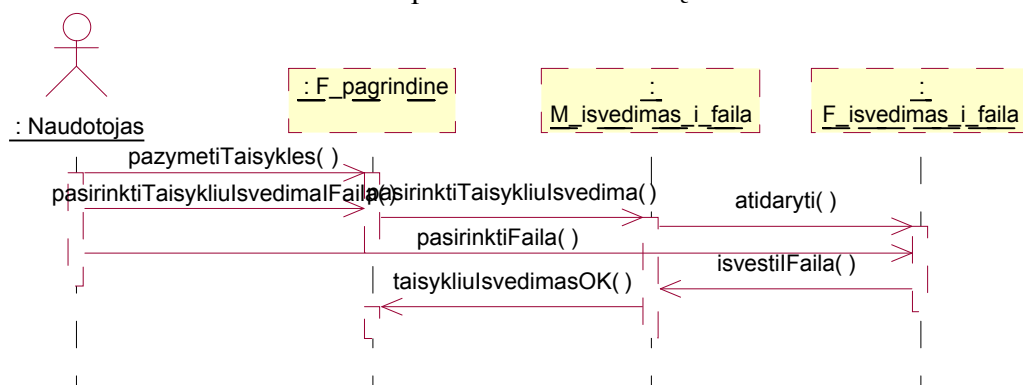 : Naudotojas
: F_pagrindine
:
M_isvedimas_i_faila
:
F_isvedimas_i_faila
pazymetiTaisykles( )
pasirinktiTaisykliuIsvedimaIFaila()
pasirinktiTaisykliuIsvedima( )
atidaryti( )
pasirinktiFaila( )
isvestiIFaila( )
taisykliuIsvedimasOK( )